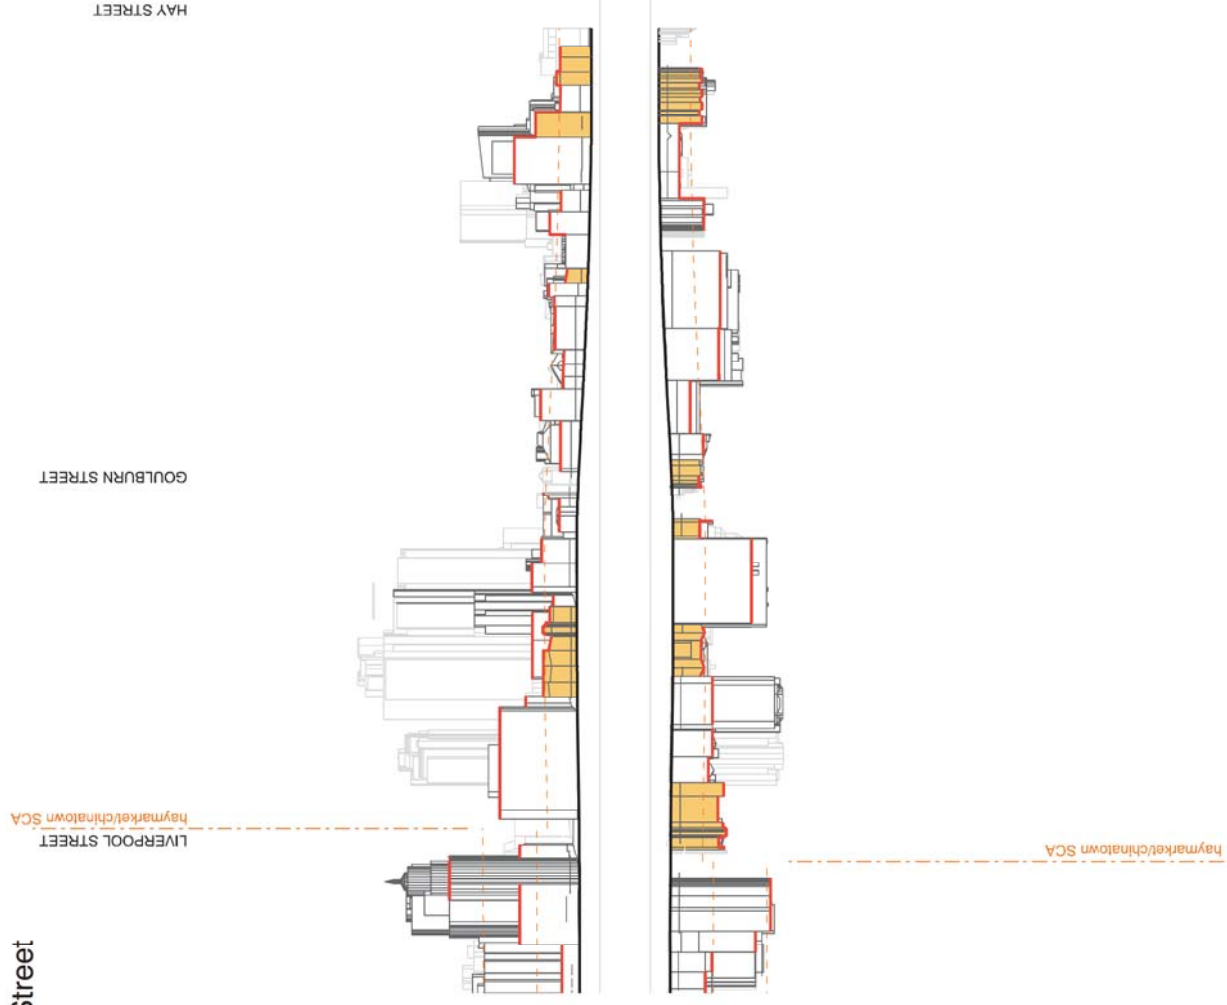 HAY STREET
GOULBURN STREET
haymarket/chinatown SCA
LIVERPOOL STREET
haymarket/chinatown SCA
Street